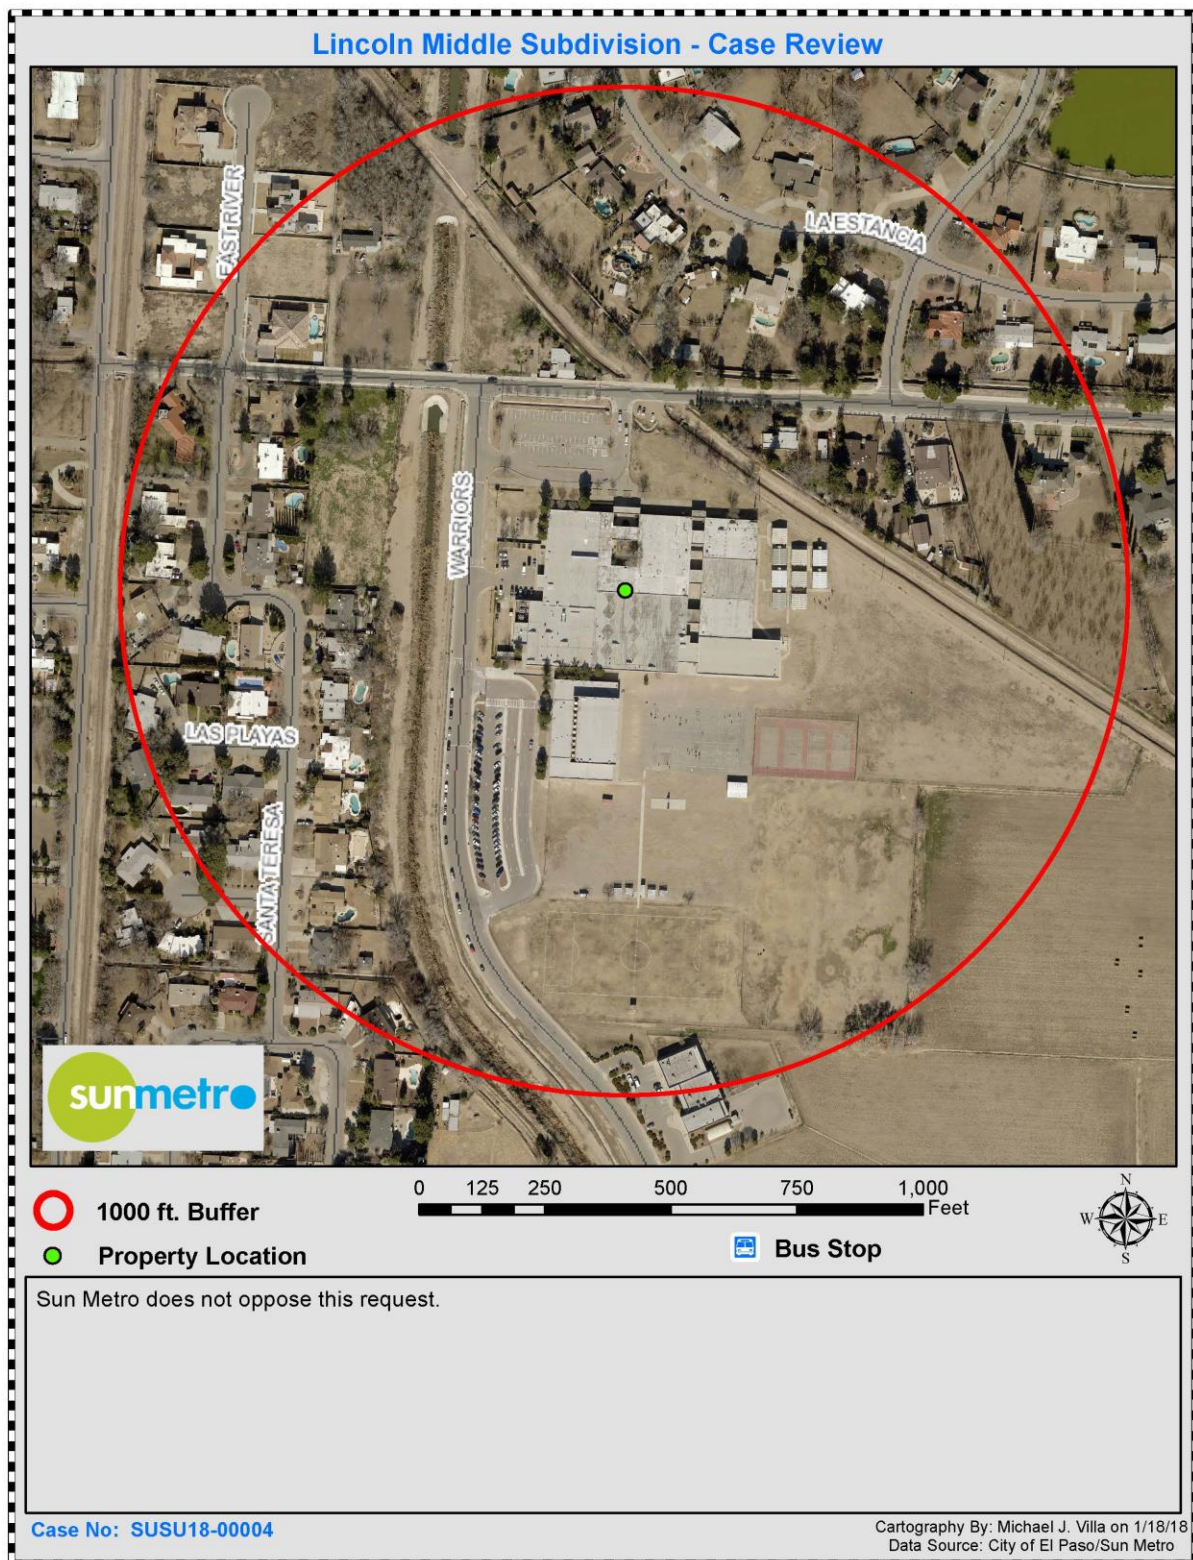 Lincoln Middle Subdivision - Case Review
EAST RIVER
LA ESTANCIA
WARRIORS
LAS PLAYAS
SANTA TERESA
sunmetro
1000 ft. Buffer
0 125 250 500 750 1,000
Feet
N
W E
S
Property Location
Bus Stop
Sun Metro does not oppose this request.
Case No: SUSU18-00004
Cartography By: Michael J. Villa on 1/18/18
Data Source: City of El Paso/Sun Metro